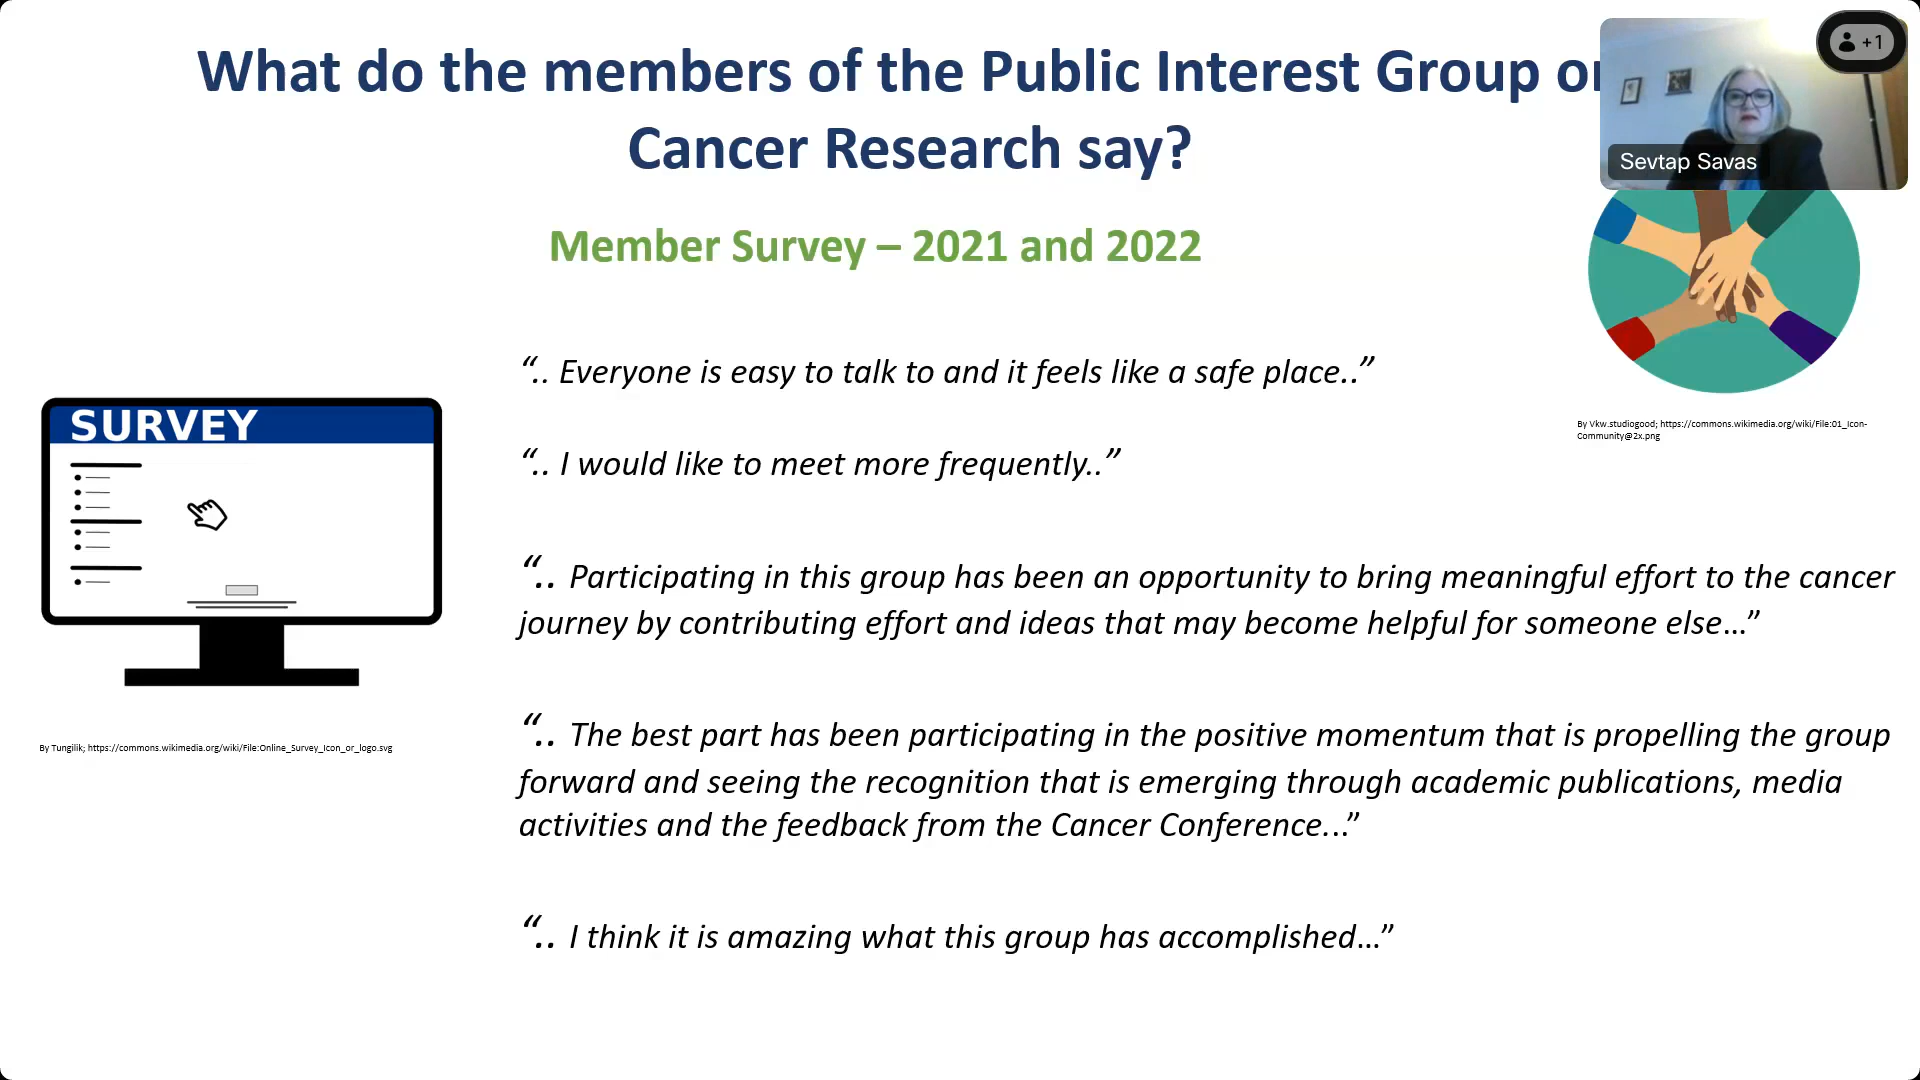 What do the members of the Public Interest Group
Cancer Research say?
+1
Sevtap Savas
Member Survey – 2021 and 2022
“.. Everyone is easy to talk to and it feels like a safe place..”
By Vkw.studiogood; https://commons.wikimedia.org/wiki/File:01_Icon-
Community@2x.png
SURVEY
“.. I would like to meet more frequently..”
“.. Participating in this group has been an opportunity to bring meaningful effort to the cancer
journey by contributing effort and ideas that may become helpful for someone else…”
By Tungilik; https://commons.wikimedia.org/wiki/File:Online_Survey_Icon_or_logo.svg
“.. The best part has been participating in the positive momentum that is propelling the group
forward and seeing the recognition that is emerging through academic publications, media
activities and the feedback from the Cancer Conference...”
“.. I think it is amazing what this group has accomplished…”